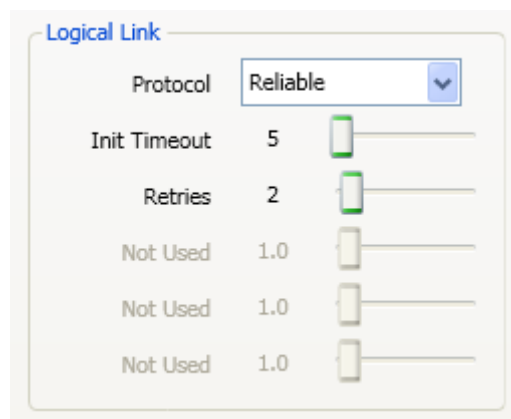 Logical Link
Protocol Reliable
Init Timeout 5
Retries 2
Not Used 1.0
Not Used 1.0
Not Used 1.0